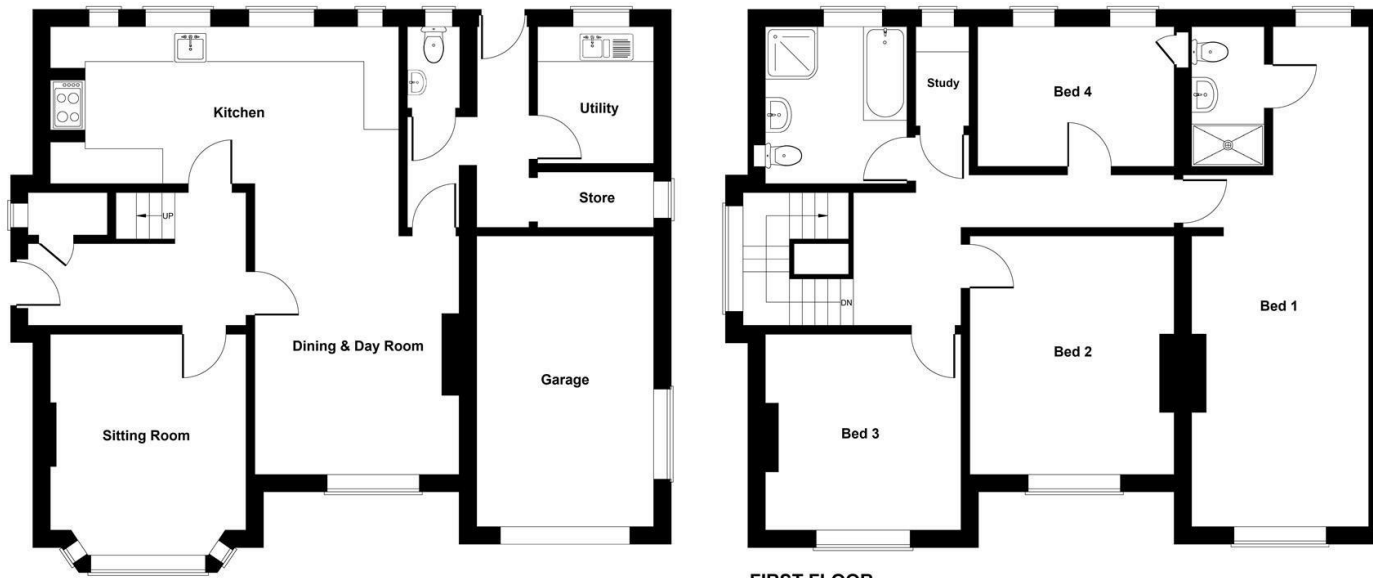 Kitchen
Utility
Store
UP
Dining & Day Room
Garage
Sitting Room
Study
Bed 4
DN
Bed 1
Bed 2
Bed 3
FIRST FLOOR